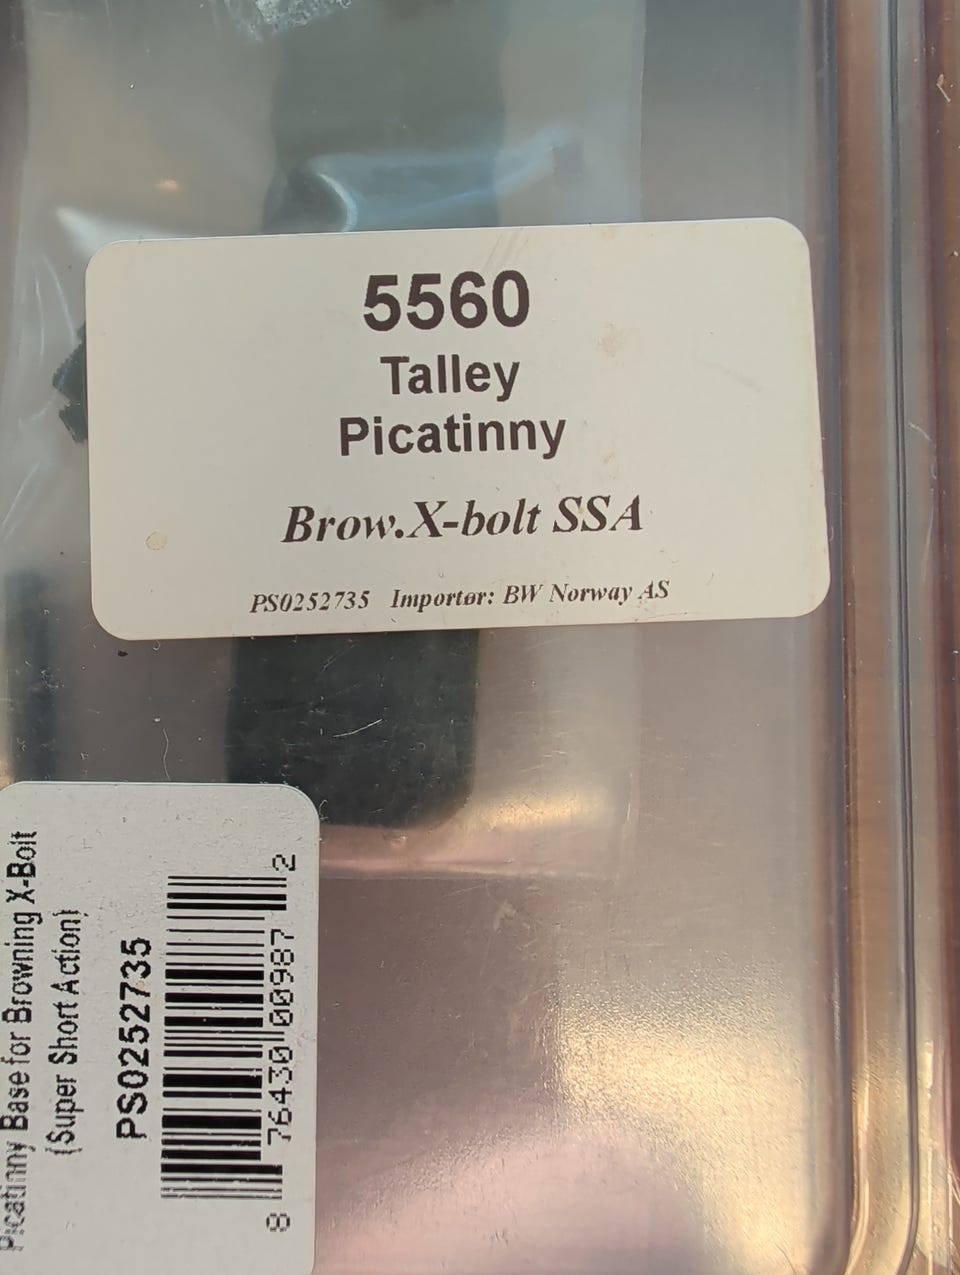 5560
Talley
Picatinny
Brow.X-bolt SSA
PS0252735 Importør: BW Norway AS
Picatinny Base for Browning X-Bolt
(Super Short Action)
PS0252735
8 76430 00987 2